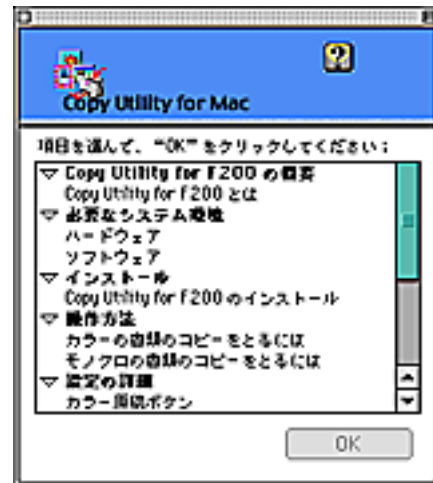 Copy Utility for Mac
項目を選んで、"OK"をクリックしてください:
▽ Copy Utility for F200 の概要
Copy Utility for F200 とは
▽ 必要なシステム環境
ハードウェア
ソフトウェア
▽ インストール
Copy Utility for F200 のインストール
▽ 操作方法
カラーの書類のコピーをとるには
モノクロの書類のコピーをとるには
▽ 設定の詳細
カラー原稿ボタン
OK